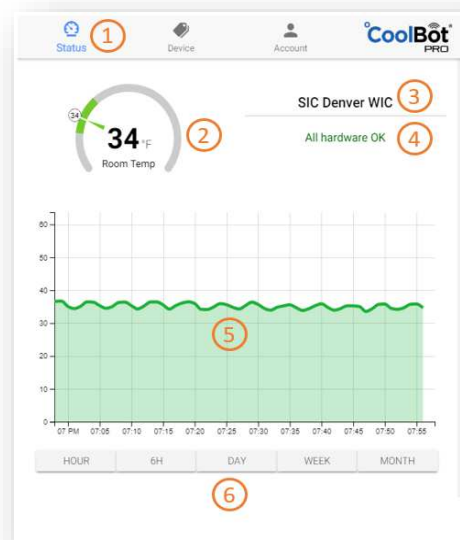 Status
1
Device
Account
°CoolBot
PRO
34
34 °F
Room Temp
2
SIC Denver WIC
3
All hardware OK
4
60
50
40
30
20
10
0
5
07 PM 07:05 07:10 07:15 07:20 07:25 07:30 07:35 07:40 07:45 07:50 07:55
HOUR 6H DAY WEEK MONTH
6